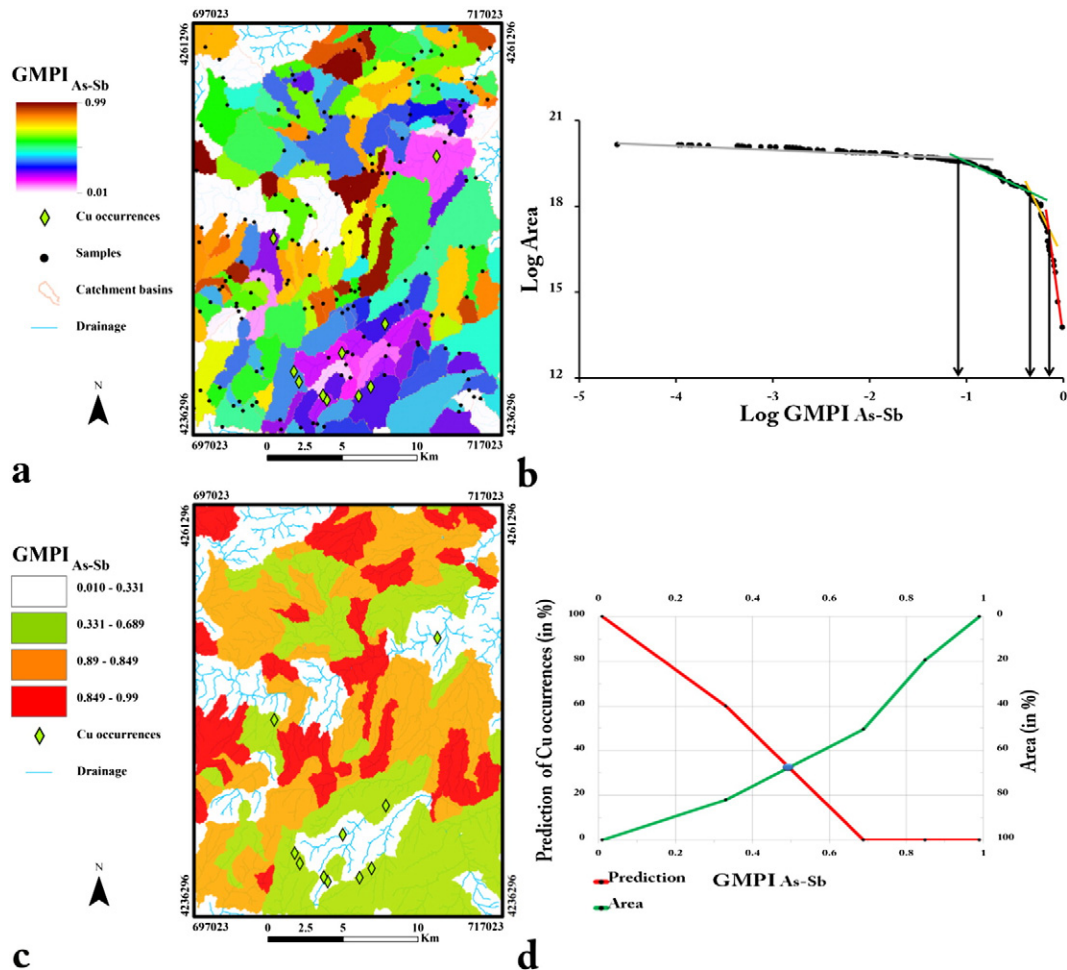 697023 717023
4261296 4261296
GMPI As-Sb
0.99
0.01
Cu occurrences
Samples
Catchment basins
Drainage
N
4236296 4236296
697023 717023
0 2.5 5 10
Km
a
21
18
15
12
-5 -4 -3 -2 -1 0
Log Area
Log GMPI As-Sb
b
697023 717023
4261296 4261296
GMPI As-Sb
0.010 - 0.331
0.331 - 0.689
0.89 - 0.849
0.849 - 0.99
Cu occurrences
Drainage
N
4236296 4236296
697023 717023
0 2.5 5 10
Km
c
0 0.2 0.4 0.6 0.8 1
100 0
80 20
60 40
40 60
20 80
0 100
0 0.2 0.4 0.6 0.8 1
Prediction of Cu occurrences (in %)
Area (in %)
GMPI As-Sb
Prediction
Area
d